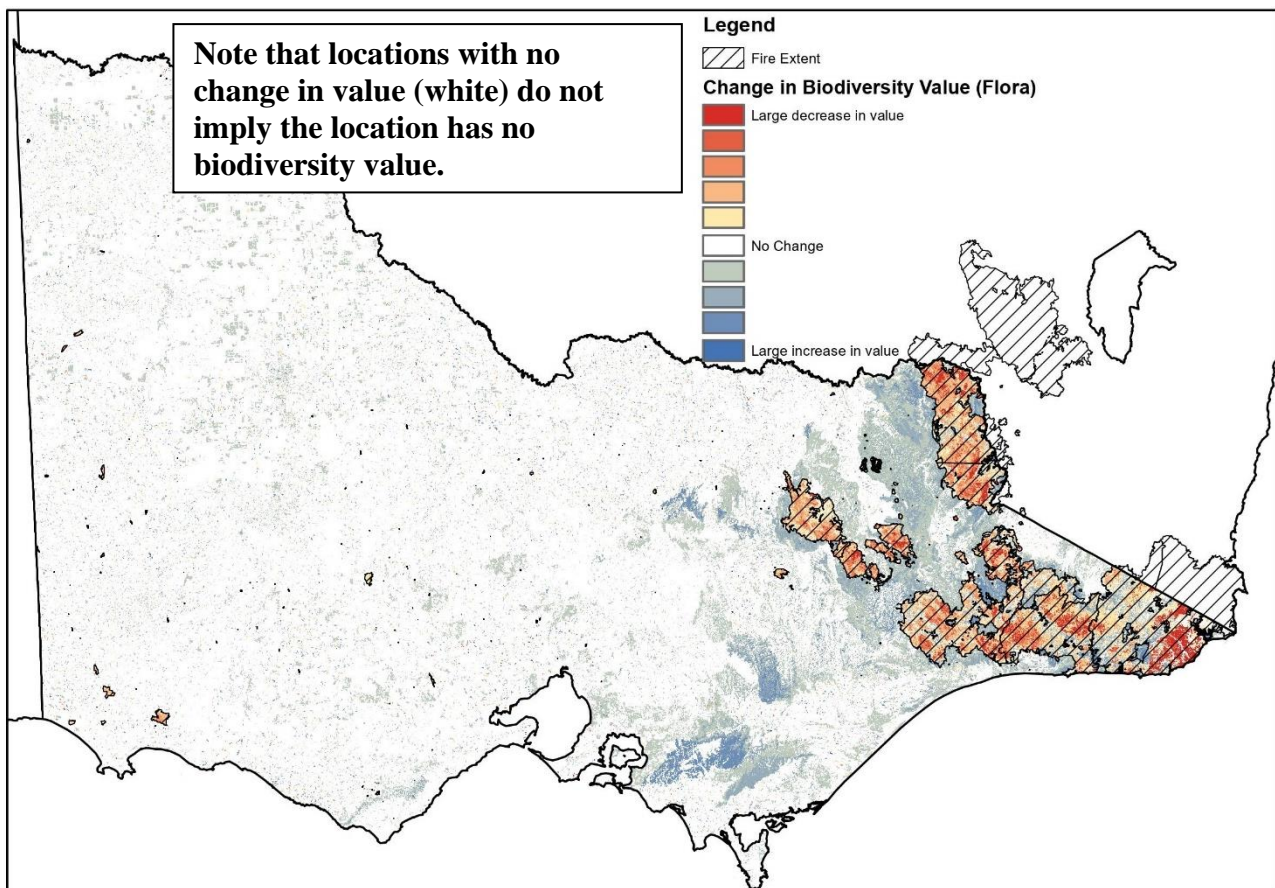 Note that locations with no
change in value (white) do not
imply the location has no
biodiversity value.
Legend
Fire Extent
Change in Biodiversity Value (Flora)
Large decrease in value
No Change
Large increase in value